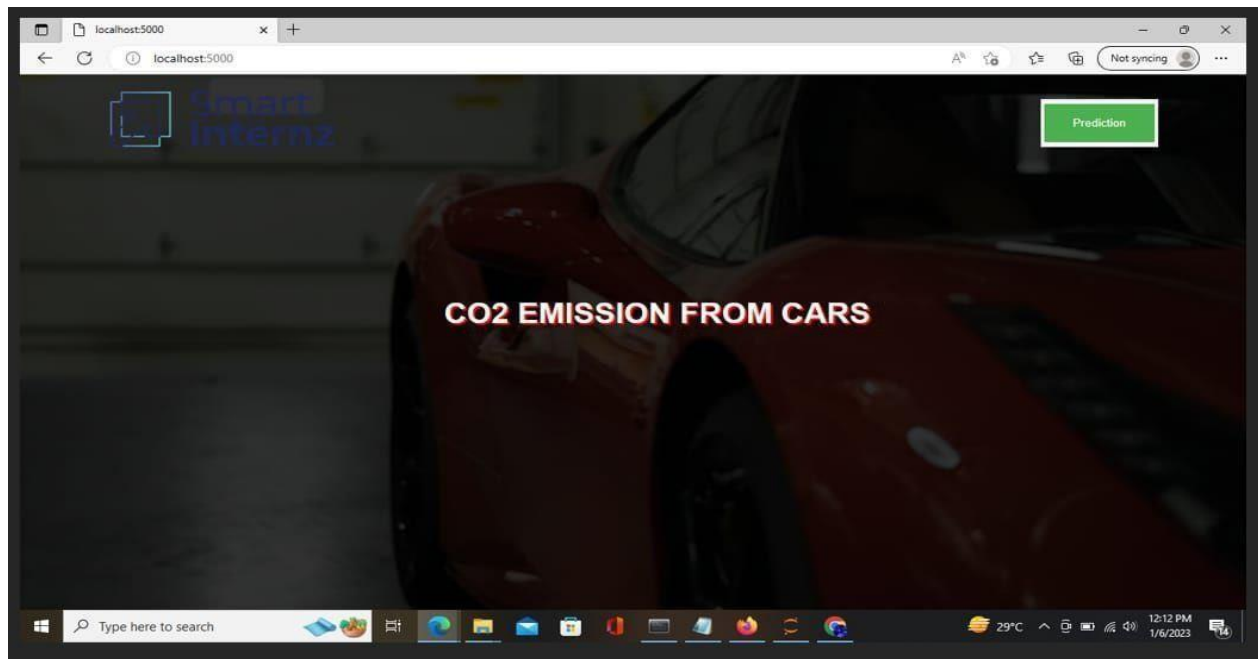 localhost:5000
localhost:5000
Not syncing
Smart
Internz
Prediction
CO2 EMISSION FROM CARS
Type here to search
29°C
12:12 PM
1/6/2023
14